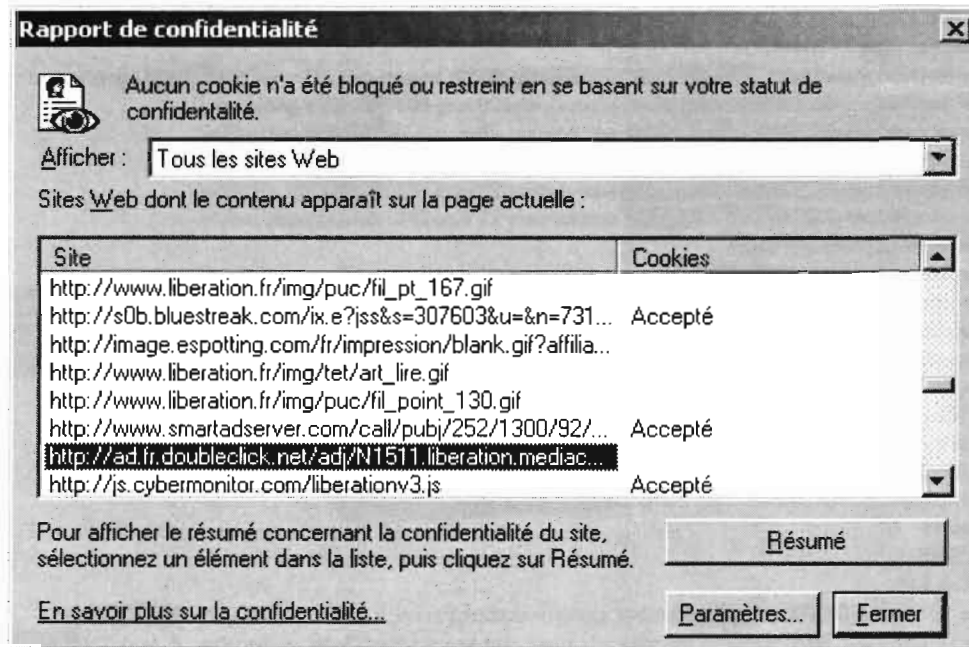 Rapport de confidentialité
Aucun cookie n'a été bloqué ou restreint en se basant sur votre statut de
confidentalité.
Afficher : Tous les sites Web
Sites Web dont le contenu apparaît sur la page actuelle :
Site Cookies
http://www.liberation.fr/img/puc/fil_pt_167.gif
http://s0b.bluestreak.com/ix.e?jss&s=307603&u=&n=731... Accepté
http://image.espotting.com/fr/impression/blank.gif?affilia...
http://www.liberation.fr/img/tet/art_lire.gif
http://www.liberation.fr/img/puc/fil_point_130.gif
http://www.smartadserver.com/call/pubj/252/1300/92/... Accepté
http://ad.fr.doubleclick.net/adj/N1511.liberation.mediac...
http://js.cybermonitor.com/liberationv3.js Accepté
Pour afficher le résumé concernant la confidentialité du site,
sélectionnez un élément dans la liste, puis cliquez sur Résumé.
Résumé
En savoir plus sur la confidentialité...
Paramètres... Fermer